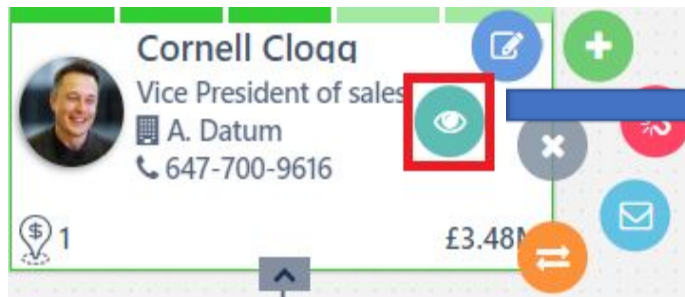 Cornell Clogg
Vice President of sales
A. Datum
647-700-9616
$ 1
£3.48M